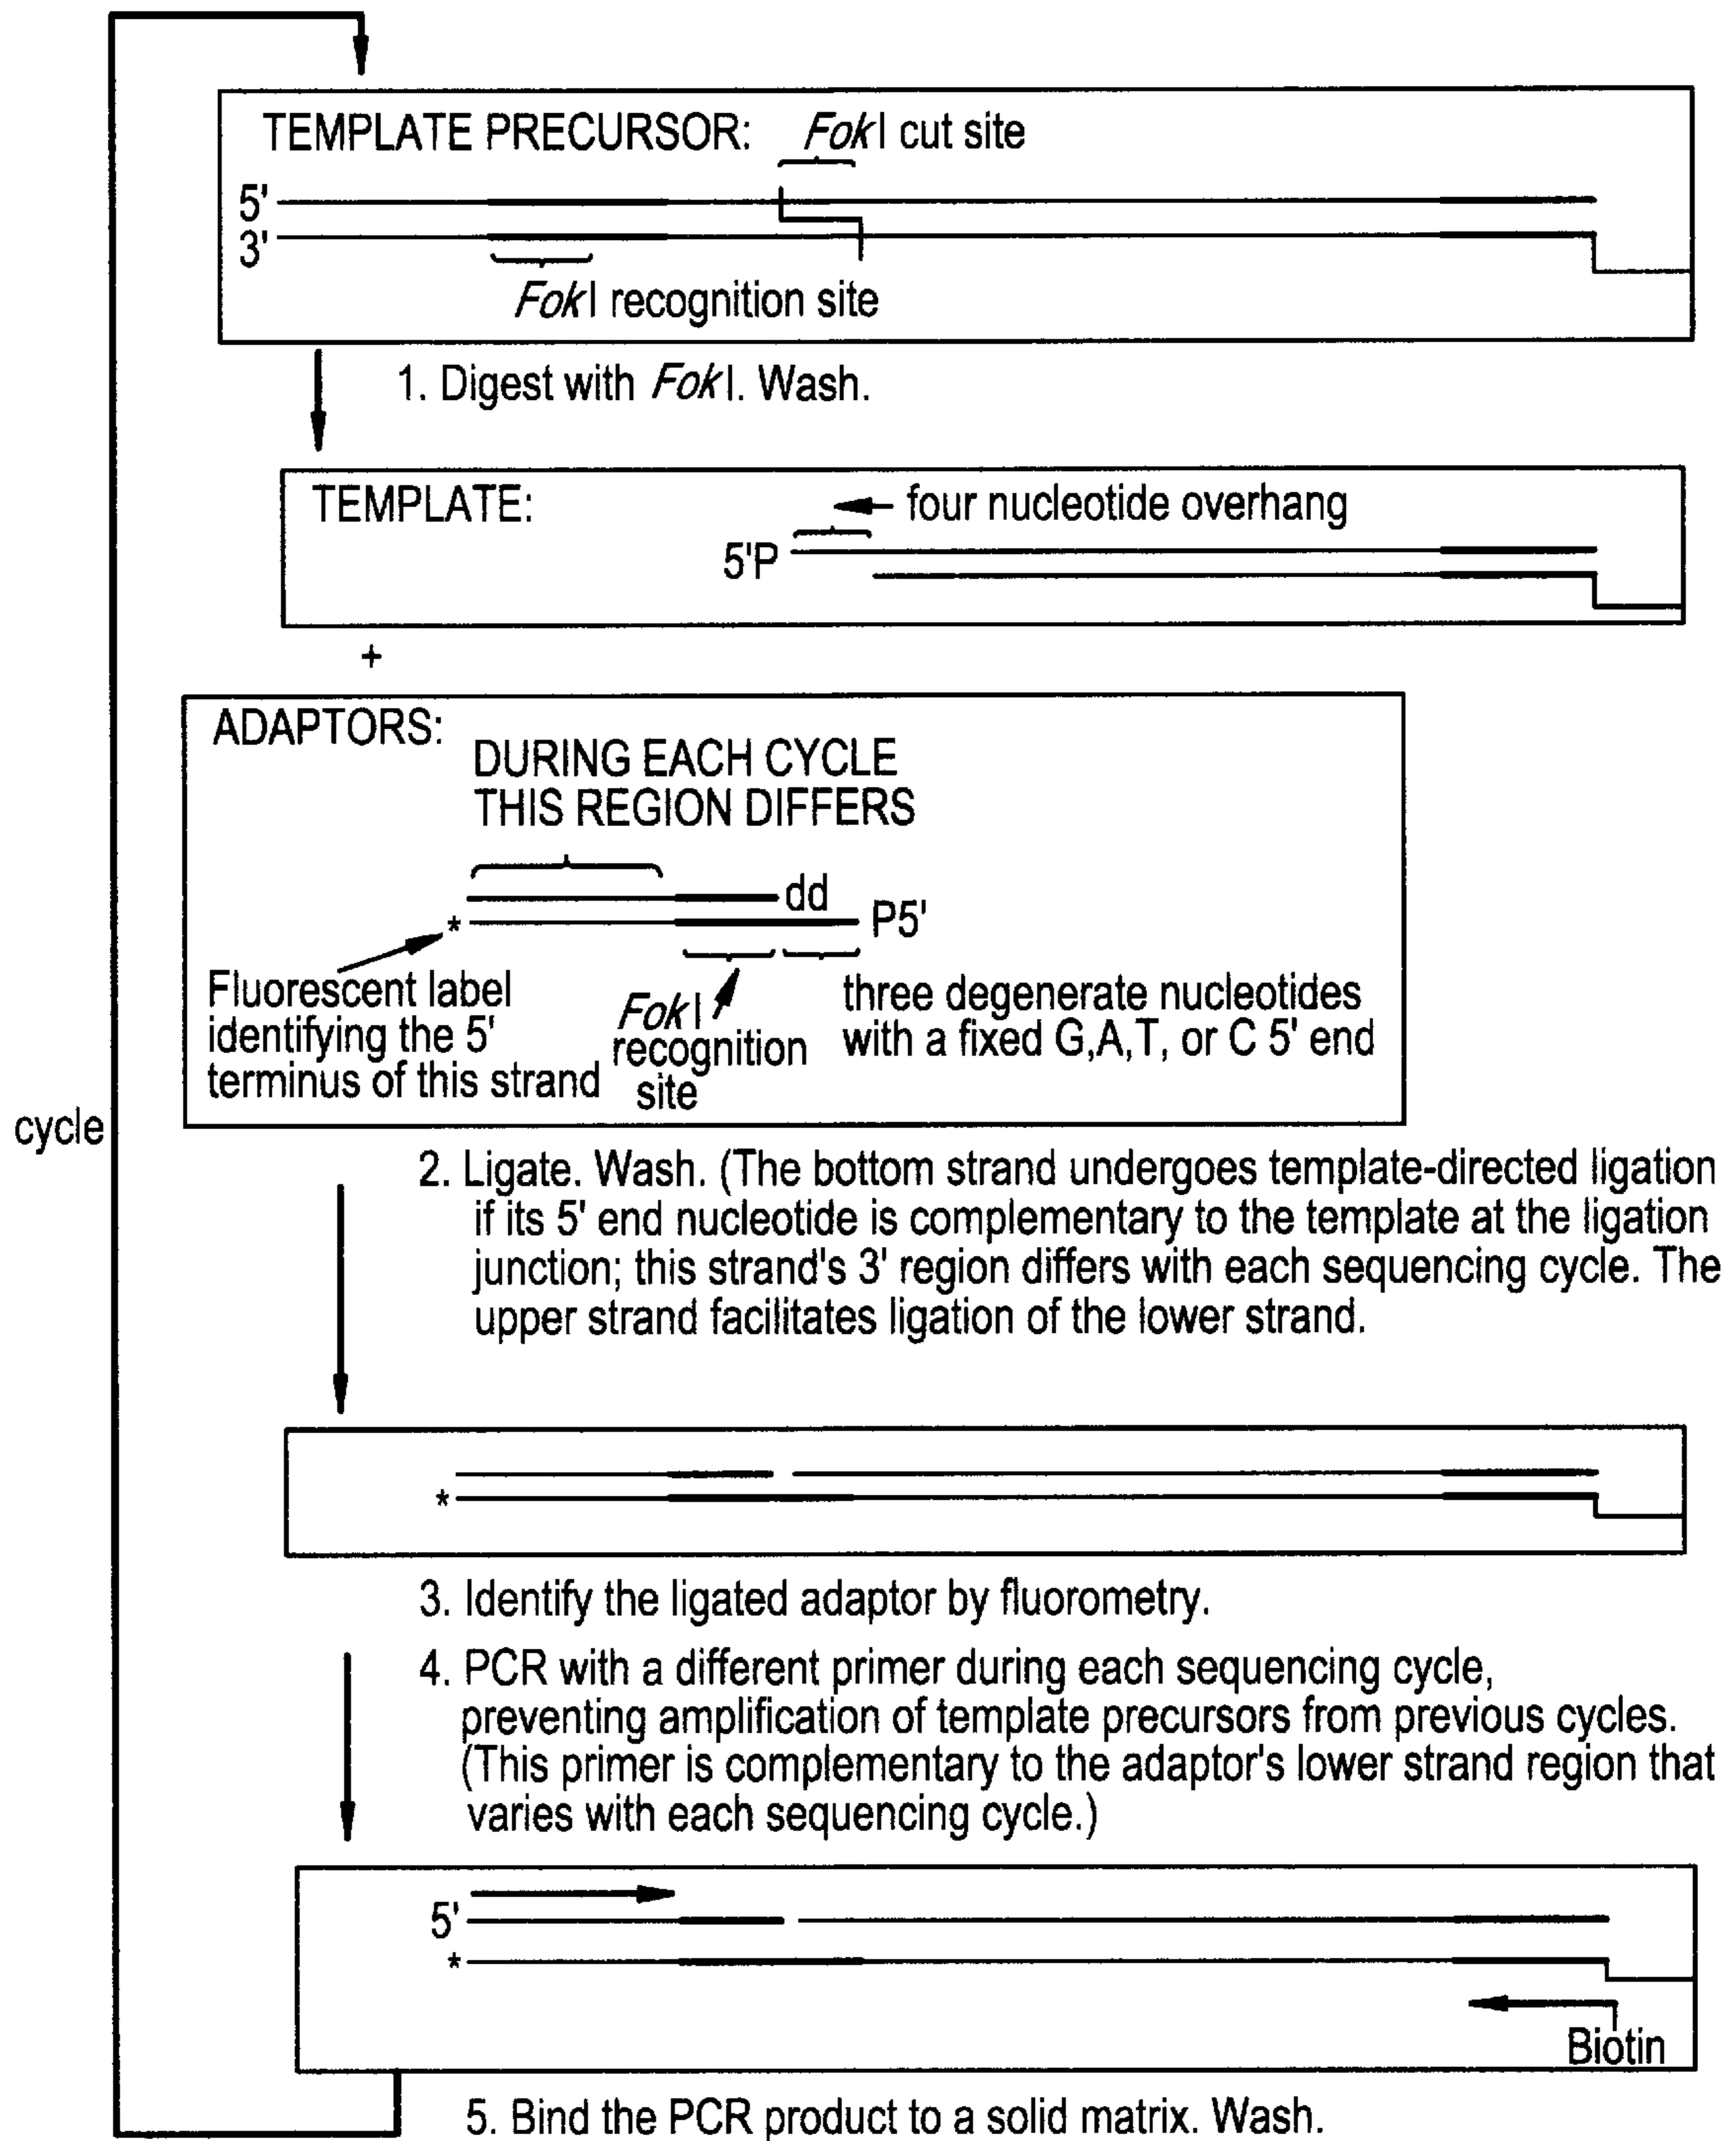 TEMPLATE PRECURSOR: FokI cut site
5'
3'
FokI recognition site
1. Digest with FokI. Wash.
TEMPLATE:
four nucleotide overhang
5'P
+
ADAPTORS:
DURING EACH CYCLE
THIS REGION DIFFERS
dd
* P5'
Fluorescent label
identifying the 5'
terminus of this strand
FokI
recognition
site
three degenerate nucleotides
with a fixed G,A,T, or C 5' end
cycle
2. Ligate. Wash. (The bottom strand undergoes template-directed ligation
if its 5' end nucleotide is complementary to the template at the ligation
junction; this strand's 3' region differs with each sequencing cycle. The
upper strand facilitates ligation of the lower strand.
*
3. Identify the ligated adaptor by fluorometry.
4. PCR with a different primer during each sequencing cycle,
preventing amplification of template precursors from previous cycles.
(This primer is complementary to the adaptor's lower strand region that
varies with each sequencing cycle.)
5'
*
Biotin
5. Bind the PCR product to a solid matrix. Wash.